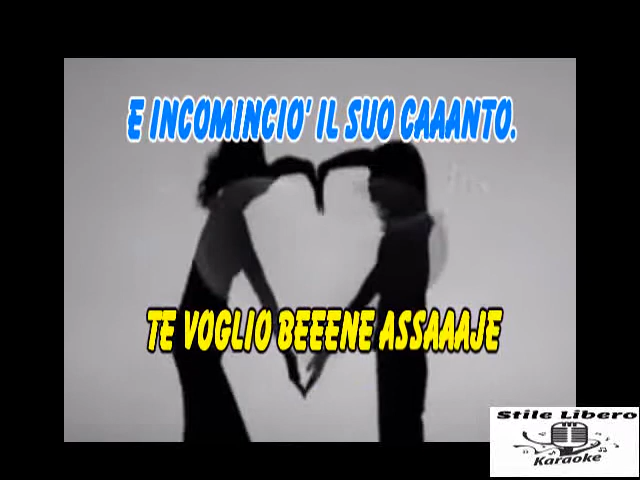 E INCOMINCIO' IL SUO CAAANTO.
TE VOGLIO BEEENE ASSAAAJE
Stile Libero
Karaoke